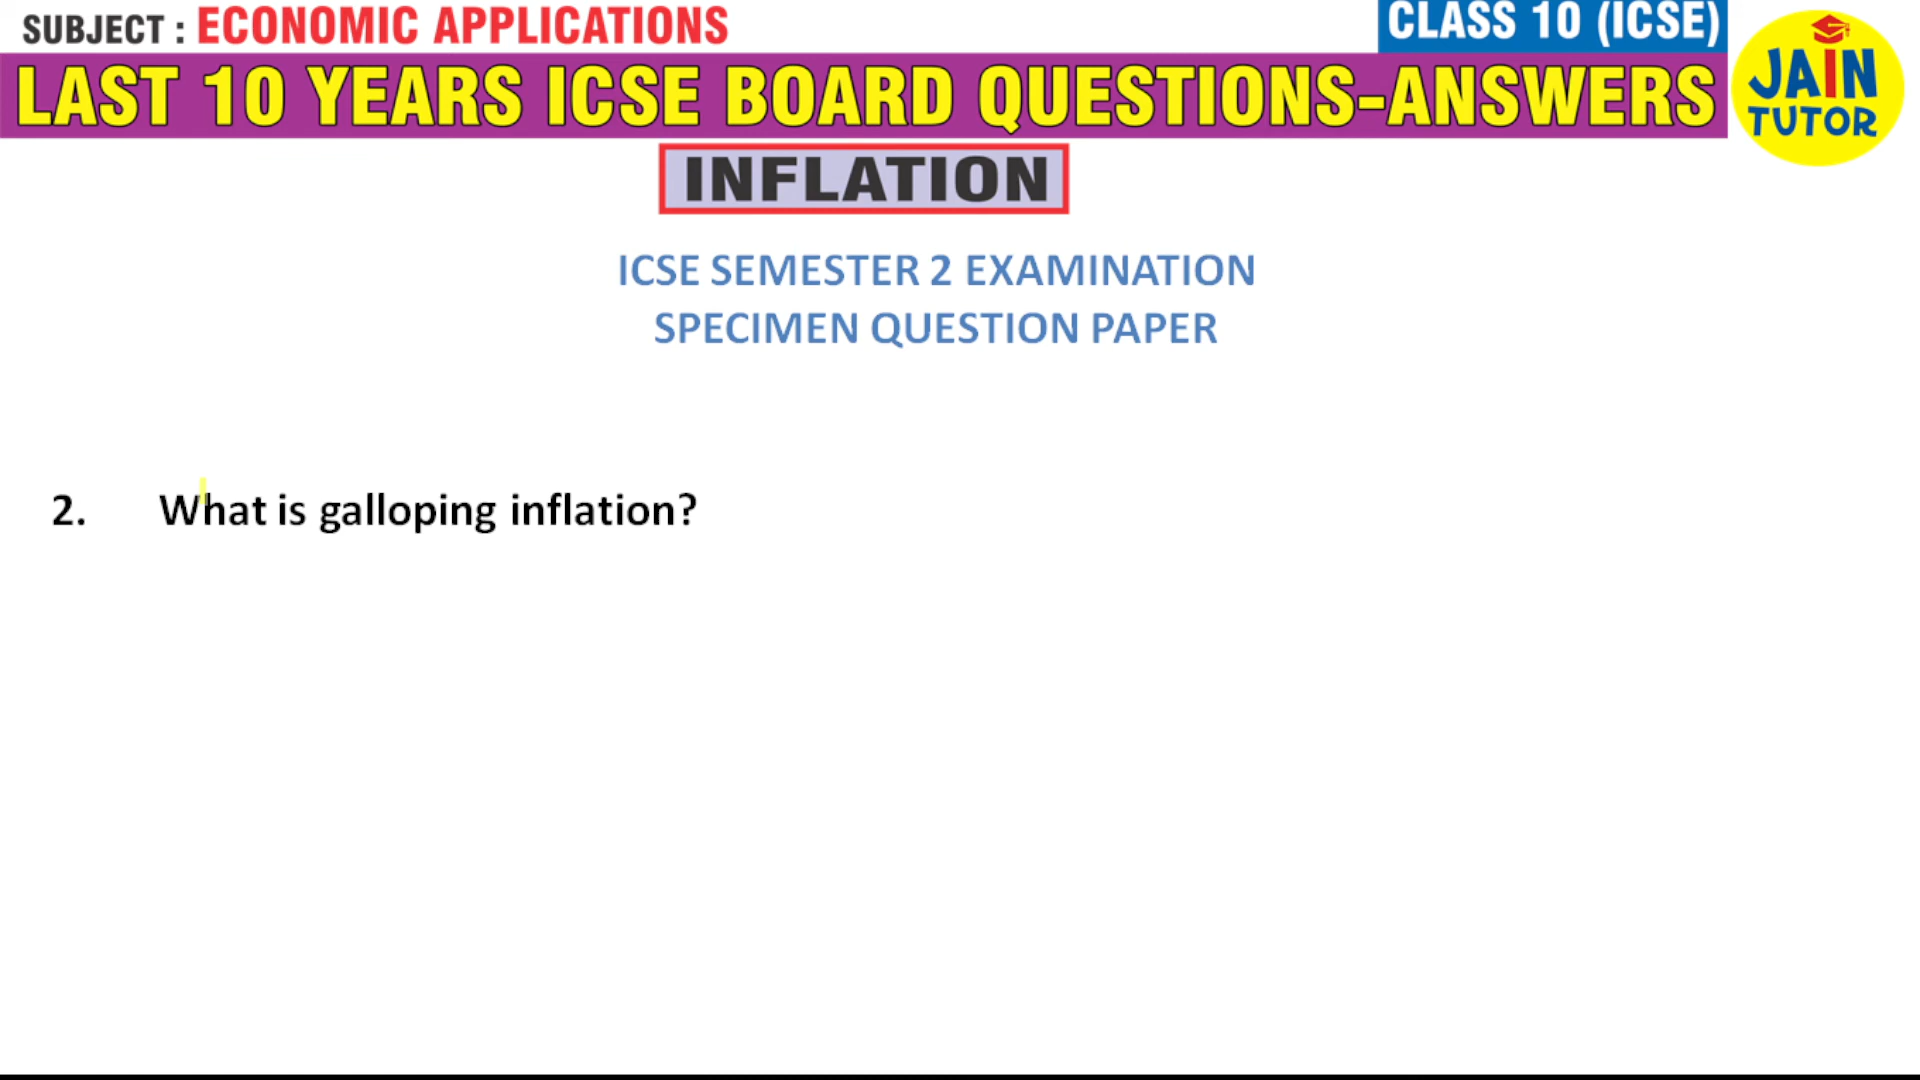 SUBJECT : ECONOMIC APPLICATIONS
CLASS 10 (ICSE)
LAST 10 YEARS ICSE BOARD QUESTIONS-ANSWERS
JAIN
TUTOR
INFLATION
ICSE SEMESTER 2 EXAMINATION
SPECIMEN QUESTION PAPER
2. What is galloping inflation?